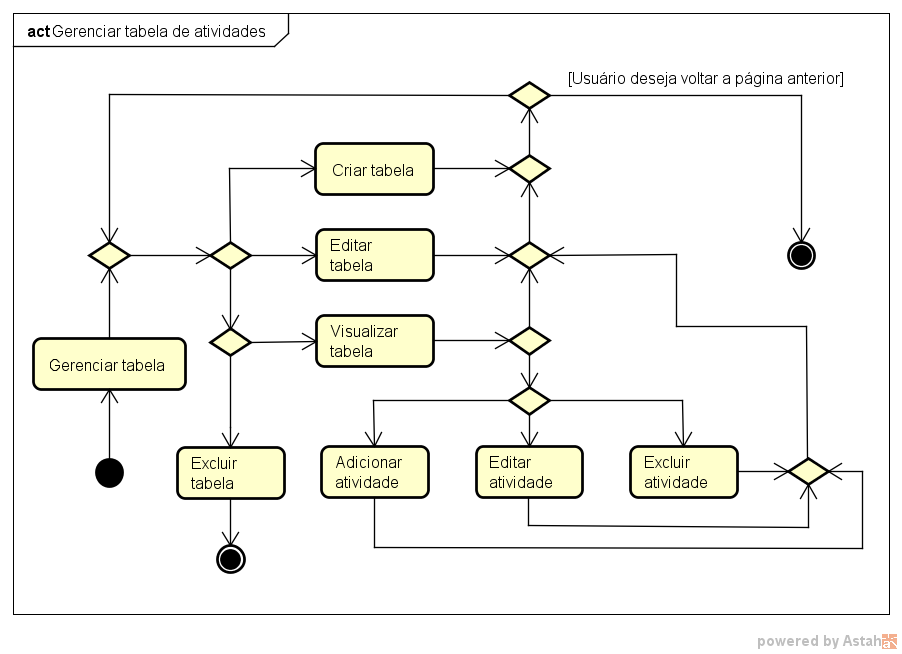 act Gerenciar tabela de atividades
[Usuário deseja voltar a página anterior]
Criar tabela
Editar
tabela
Visualizar
tabela
Gerenciar tabela
Excluir
tabela
Adicionar
atividade
Editar
atividade
Excluir
atividade
powered by Astah